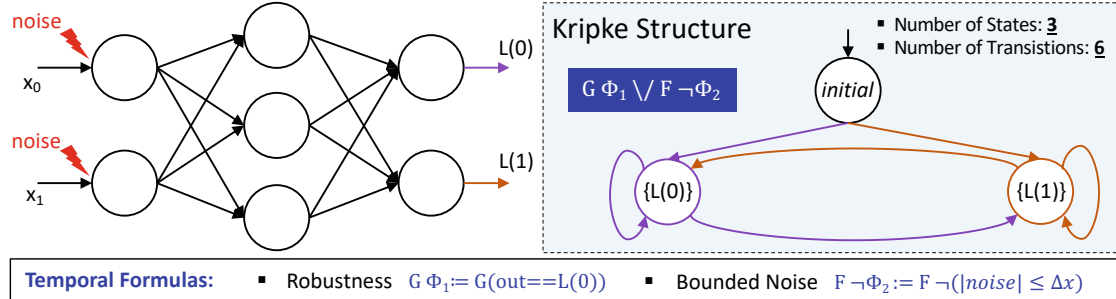 noise
x₀
noise
x₁
L(0)
L(1)
Kripke Structure
▪ Number of States: 3
▪ Number of Transistions: 6
G Φ₁ \/ F ¬Φ₂
initial
{L(0)}
{L(1)}
Temporal Formulas: ▪ Robustness G Φ₁:= G(out==L(0)) ▪ Bounded Noise F ¬Φ₂:= F ¬(|noise| ≤ Δx)